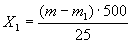 X₁ = (m − m₁) · 500 / 25